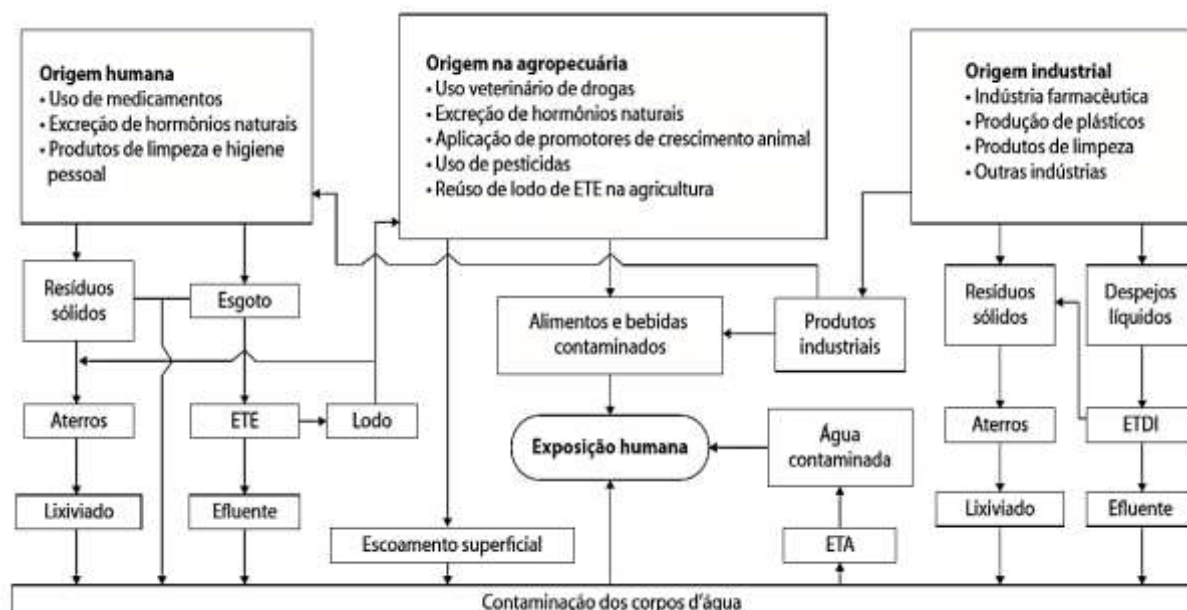 Origem humana
• Uso de medicamentos
• Excreção de hormônios naturais
• Produtos de limpeza e higiene
pessoal
Origem na agropecuária
• Uso veterinário de drogas
• Excreção de hormônios naturais
• Aplicação de promotores de crescimento animal
• Uso de pesticidas
• Reúso de lodo de ETE na agricultura
Origem industrial
• Indústria farmacêutica
• Produção de plásticos
• Produtos de limpeza
• Outras indústrias
Resíduos
sólidos
Esgoto
Alimentos e bebidas
contaminados
Produtos
industriais
Resíduos
sólidos
Despejos
líquidos
Aterros
ETE
Lodo
Exposição humana
Água
contaminada
Aterros
ETDI
Lixiviado
Efluente
Escoamento superficial
ETA
Lixiviado
Efluente
Contaminação dos corpos d'água